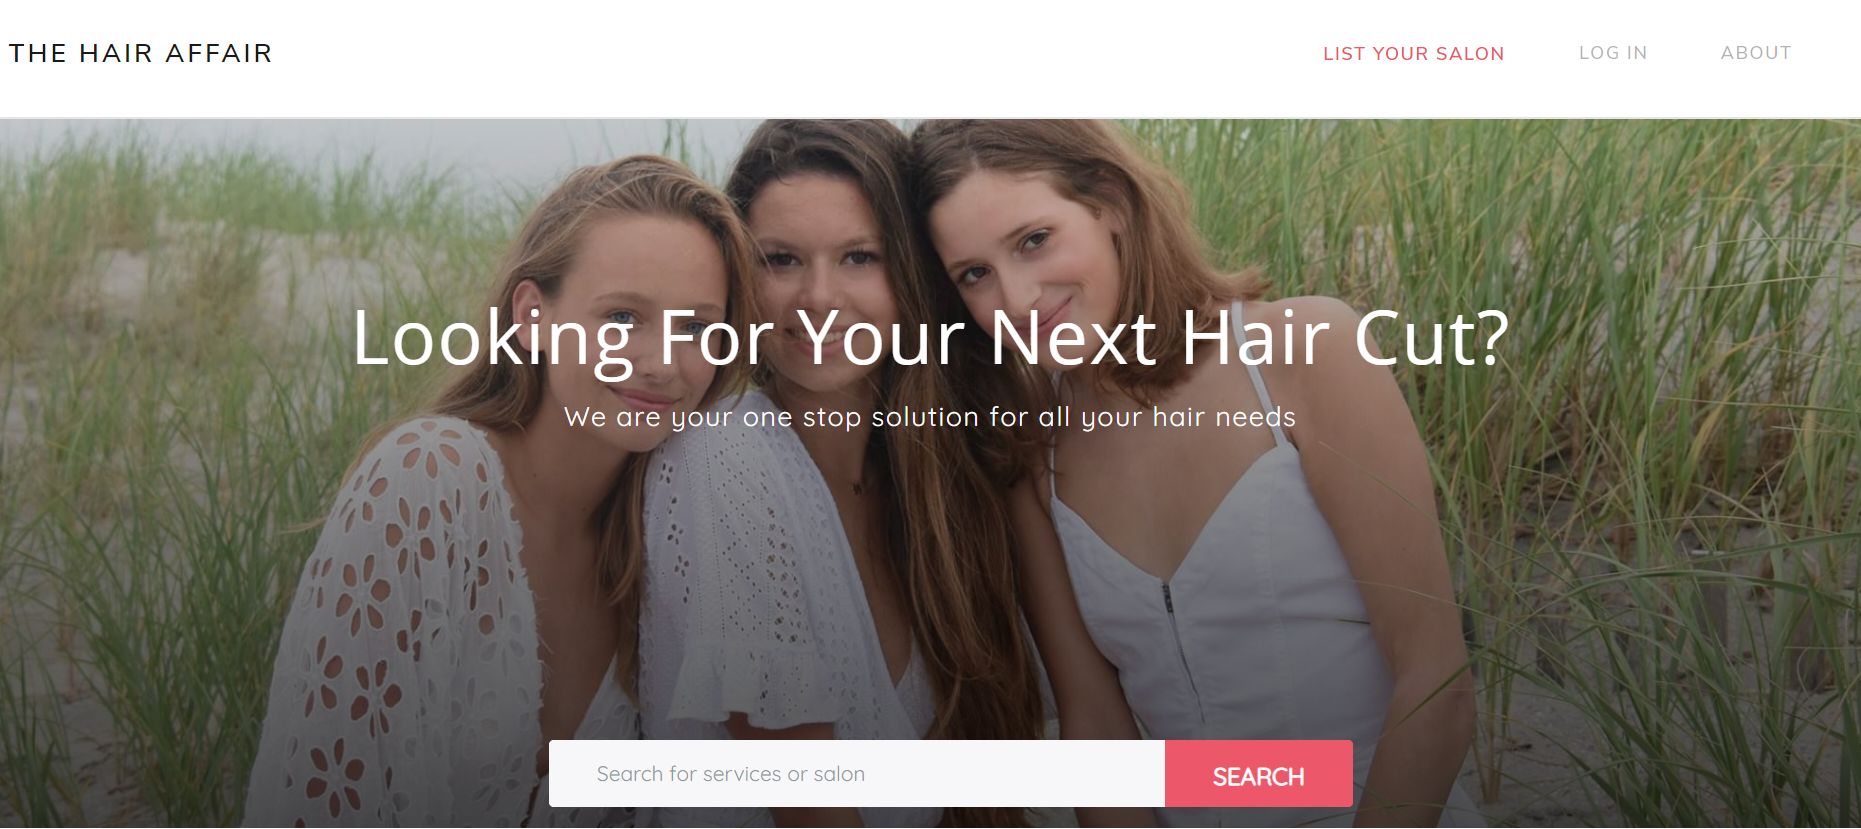 THE HAIR AFFAIR
LIST YOUR SALON
LOG IN
ABOUT
Looking For Your Next Hair Cut?
We are your one stop solution for all your hair needs
Search for services or salon
SEARCH